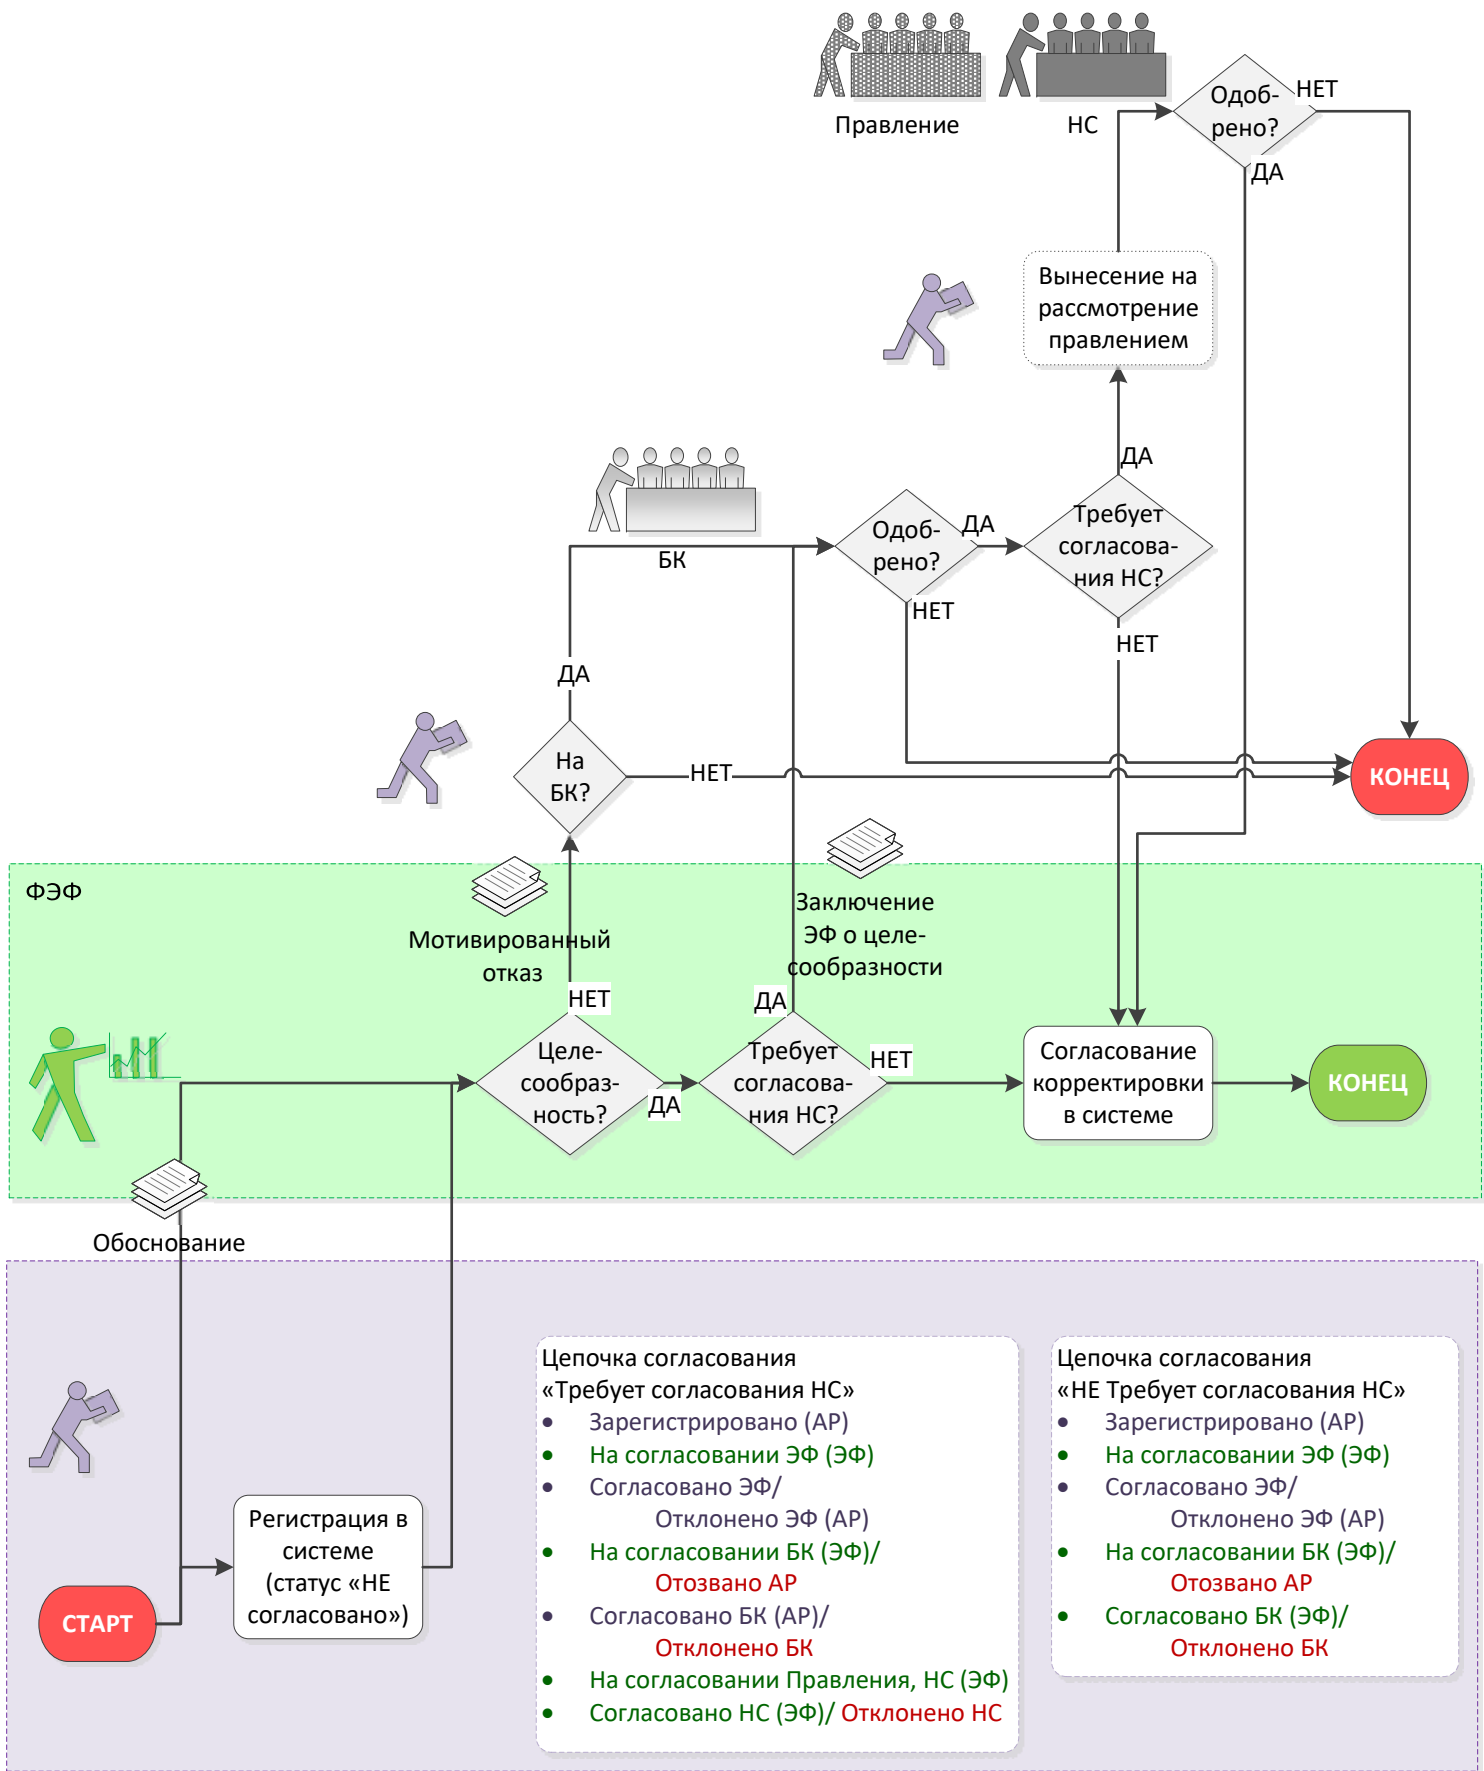 Правление
НС
Одоб-
рено?
НЕТ
ДА
Вынесение на
рассмотрение
правлением
ДА
БК
Одоб-
рено?
ДА
Требует
согласова-
ния НС?
НЕТ
НЕТ
ДА
На
БК?
НЕТ
КОНЕЦ
ФЭФ
Мотивированный
отказ
Заключение
ЭФ о целе-
сообразности
НЕТ
ДА
Целе-
сообраз-
ность?
ДА
Требует
согласова-
ния НС?
НЕТ
Согласование
корректировки
в системе
КОНЕЦ
Обоснование
СТАРТ
Регистрация в
системе
(статус «НЕ
согласовано»)
Цепочка согласования
«Требует согласования НС»
• Зарегистрировано (АР)
• На согласовании ЭФ (ЭФ)
• Согласовано ЭФ/
Отклонено ЭФ (АР)
• На согласовании БК (ЭФ)/
Отозвано АР
• Согласовано БК (АР)/
Отклонено БК
• На согласовании Правления, НС (ЭФ)
• Согласовано НС (ЭФ)/ Отклонено НС
Цепочка согласования
«НЕ Требует согласования НС»
• Зарегистрировано (АР)
• На согласовании ЭФ (ЭФ)
• Согласовано ЭФ/
Отклонено ЭФ (АР)
• На согласовании БК (ЭФ)/
Отозвано АР
• Согласовано БК (ЭФ)/
Отклонено БК